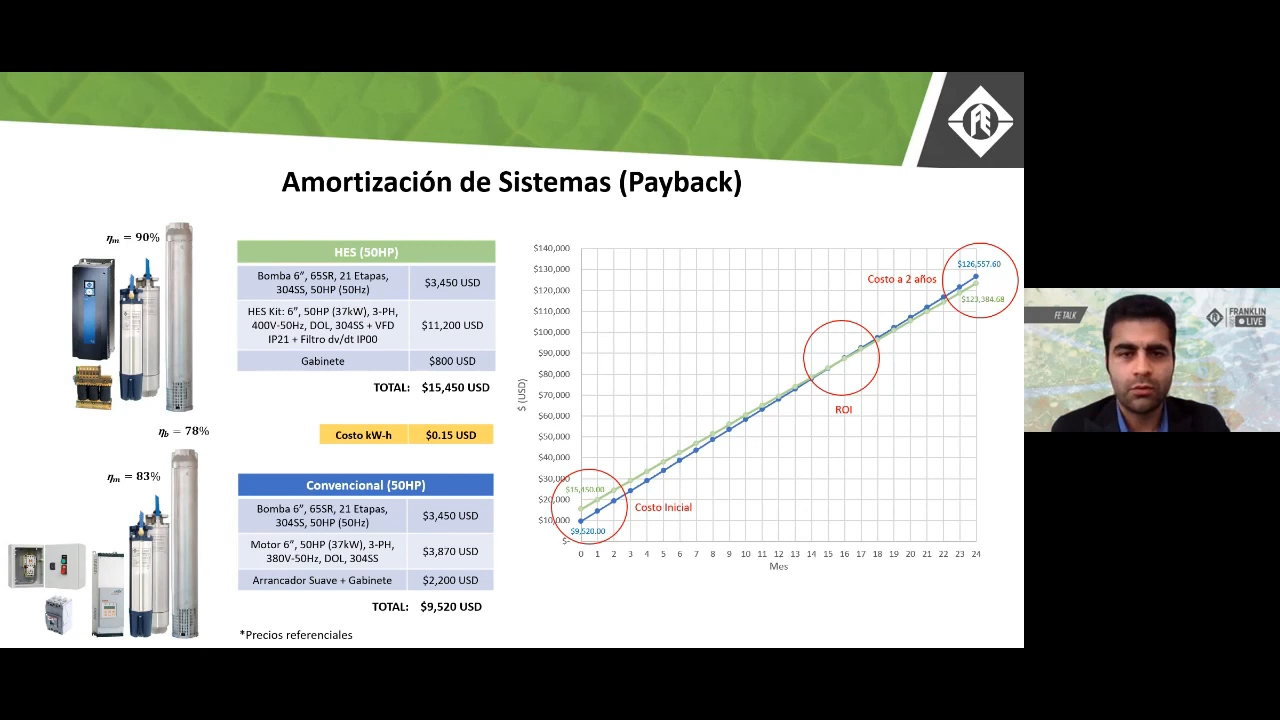 Amortización de Sistemas (Payback)
ηm = 90%
HES (50HP)
Bomba 6”, 65SR, 21 Etapas,
304SS, 50HP (50Hz)
$3,450 USD
HES Kit: 6”, 50HP (37kW), 3-PH,
400V-50Hz, DOL, 304SS + VFD
IP21 + Filtro dv/dt IP00
$11,200 USD
Gabinete
$800 USD
TOTAL: $15,450 USD
ηb = 78%
Costo kW-h
$0.15 USD
ηm = 83%
Convencional (50HP)
Bomba 6”, 65SR, 21 Etapas,
304SS, 50HP (50Hz)
$3,450 USD
Motor 6”, 50HP (37kW), 3-PH,
380V-50Hz, DOL, 304SS
$3,870 USD
Arrancador Suave + Gabinete
$2,200 USD
TOTAL: $9,520 USD
*Precios referenciales
$ (USD)
$140,000
$130,000
$120,000
$110,000
$100,000
$90,000
$80,000
$70,000
$60,000
$50,000
$40,000
$30,000
$20,000
$10,000
$-
0 1 2 3 4 5 6 7 8 9 10 11 12 13 14 15 16 17 18 19 20 21 22 23 24
Mes
$15,450.00
$9,520.00
Costo Inicial
ROI
Costo a 2 años
$126,557.60
$123,384.68
FE
FE TALK
FRANKLIN
LIVE